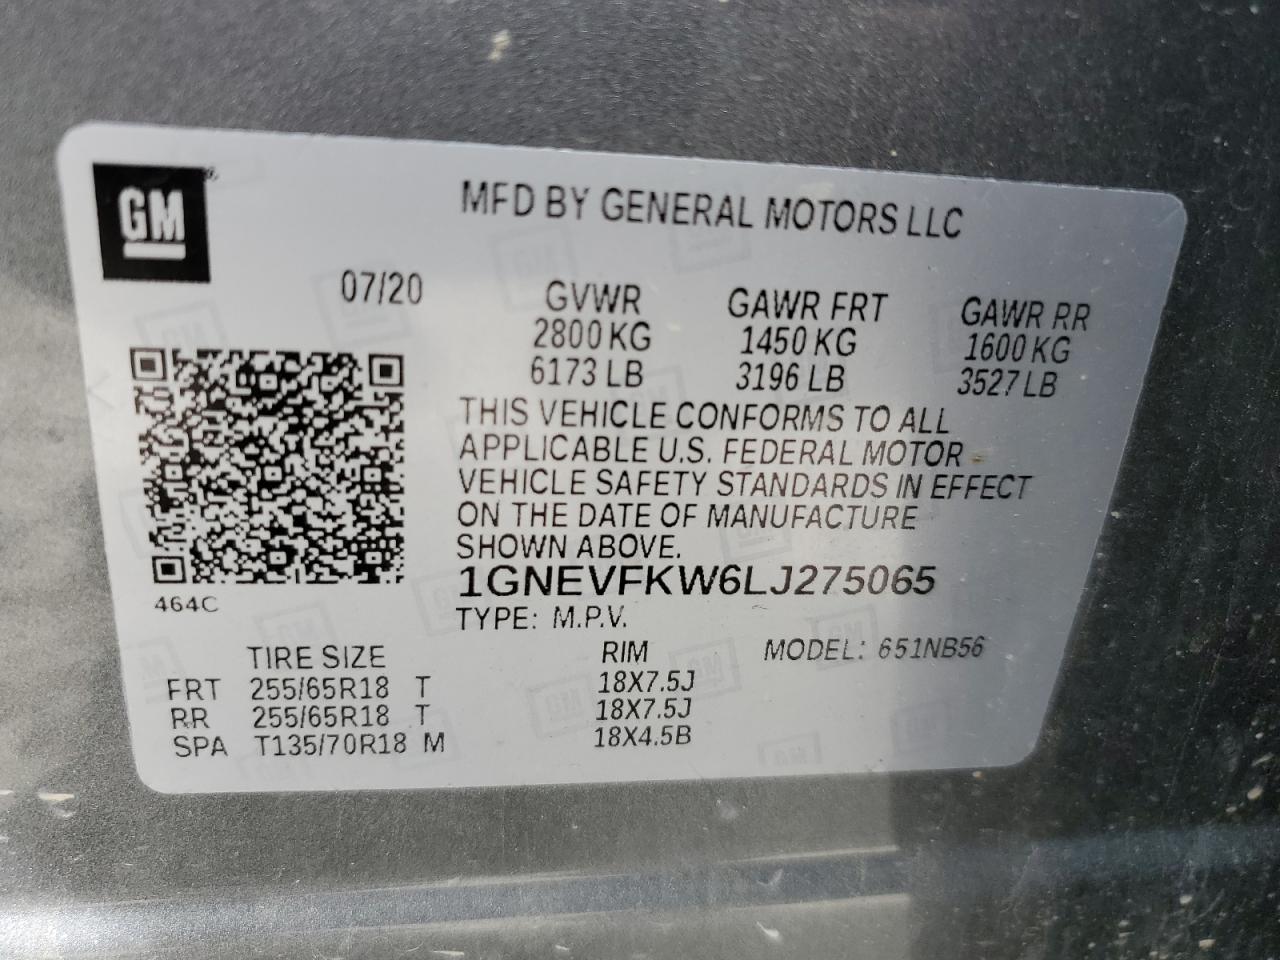 GM
MFD BY GENERAL MOTORS LLC
07/20
GVWR GAWR FRT GAWR RR
2800 KG 1450 KG 1600 KG
6173 LB 3196 LB 3527 LB
THIS VEHICLE CONFORMS TO ALL
APPLICABLE U.S. FEDERAL MOTOR
VEHICLE SAFETY STANDARDS IN EFFECT
ON THE DATE OF MANUFACTURE
SHOWN ABOVE.
1GNEVFKW6LJ275065
464C
TYPE: M.P.V.
TIRE SIZE RIM MODEL: 651NB56
FRT 255/65R18 T 18X7.5J
RR 255/65R18 T 18X7.5J
SPA T135/70R18 M 18X4.5B